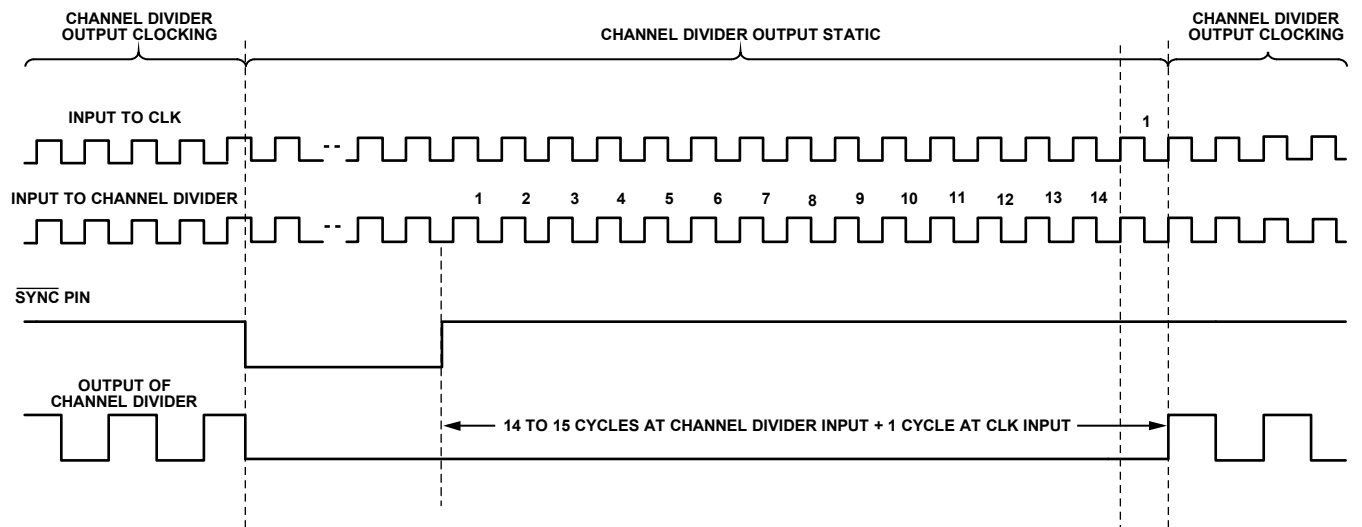 CHANNEL DIVIDER
OUTPUT CLOCKING
CHANNEL DIVIDER OUTPUT STATIC
CHANNEL DIVIDER
OUTPUT CLOCKING
INPUT TO CLK
1
INPUT TO CHANNEL DIVIDER
1 2 3 4 5 6 7 8 9 10 11 12 13 14
SYNC PIN
OUTPUT OF
CHANNEL DIVIDER
14 TO 15 CYCLES AT CHANNEL DIVIDER INPUT + 1 CYCLE AT CLK INPUT